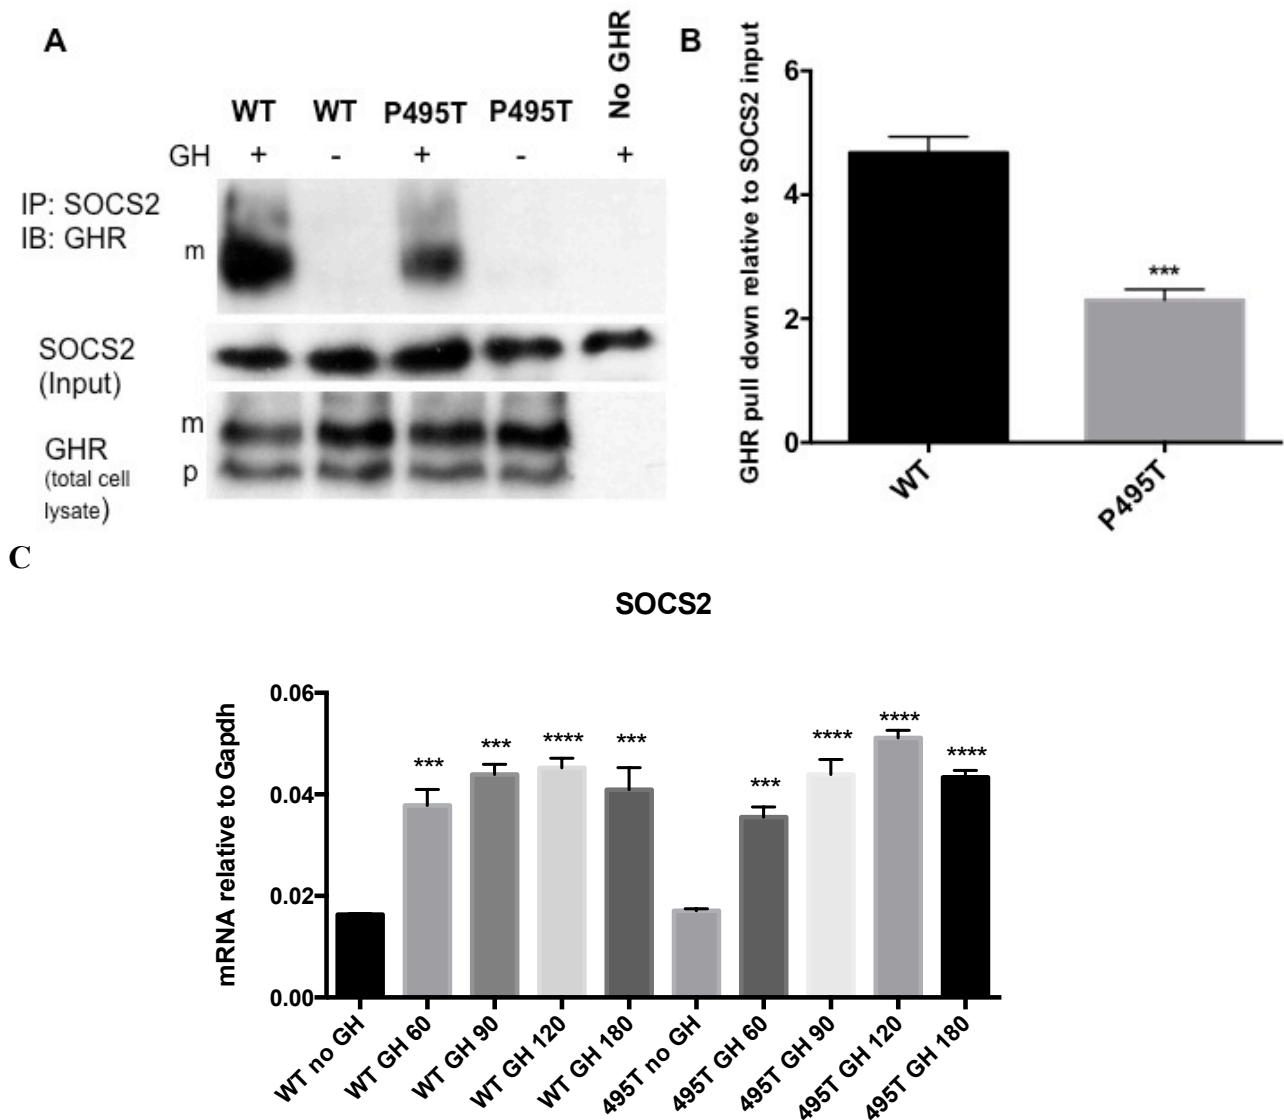 A
No GHR
WT WT P495T P495T
GH + - + - +
IP: SOCS2
IB: GHR
m
SOCS2
(Input)
m
GHR
p
(total cell
lysate)
B
GHR pull down relative to SOCS2 input
6
4
2
0
***
WT
P495T
C
SOCS2
mRNA relative to Gapdh
0.06
0.04
0.02
0.00
*** *** **** *** *** **** **** ****
WT no GH
WT GH 60
WT GH 90
WT GH 120
WT GH 180
495T no GH
495T GH 60
495T GH 90
495T GH 120
495T GH 180